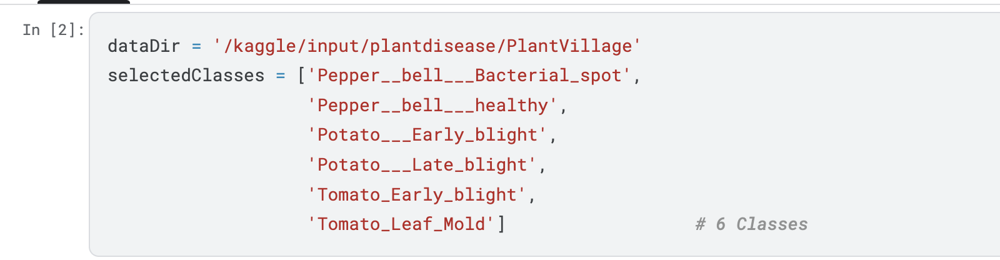 In [2]:
dataDir = '/kaggle/input/plantdisease/PlantVillage'
selectedClasses = ['Pepper__bell___Bacterial_spot',
'Pepper__bell___healthy',
'Potato___Early_blight',
'Potato___Late_blight',
'Tomato_Early_blight',
'Tomato_Leaf_Mold'] # 6 Classes